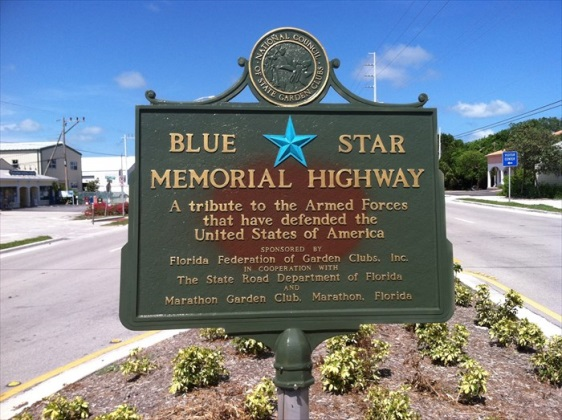 NATIONAL COUNCIL
OF STATE GARDEN CLUBS
BLUE STAR
MEMORIAL HIGHWAY
A tribute to the Armed Forces
that have defended the
United States of America
SPONSORED BY
Florida Federation of Garden Clubs, Inc.
IN COOPERATION WITH
The State Road Department of Florida
AND
Marathon Garden Club, Marathon, Florida